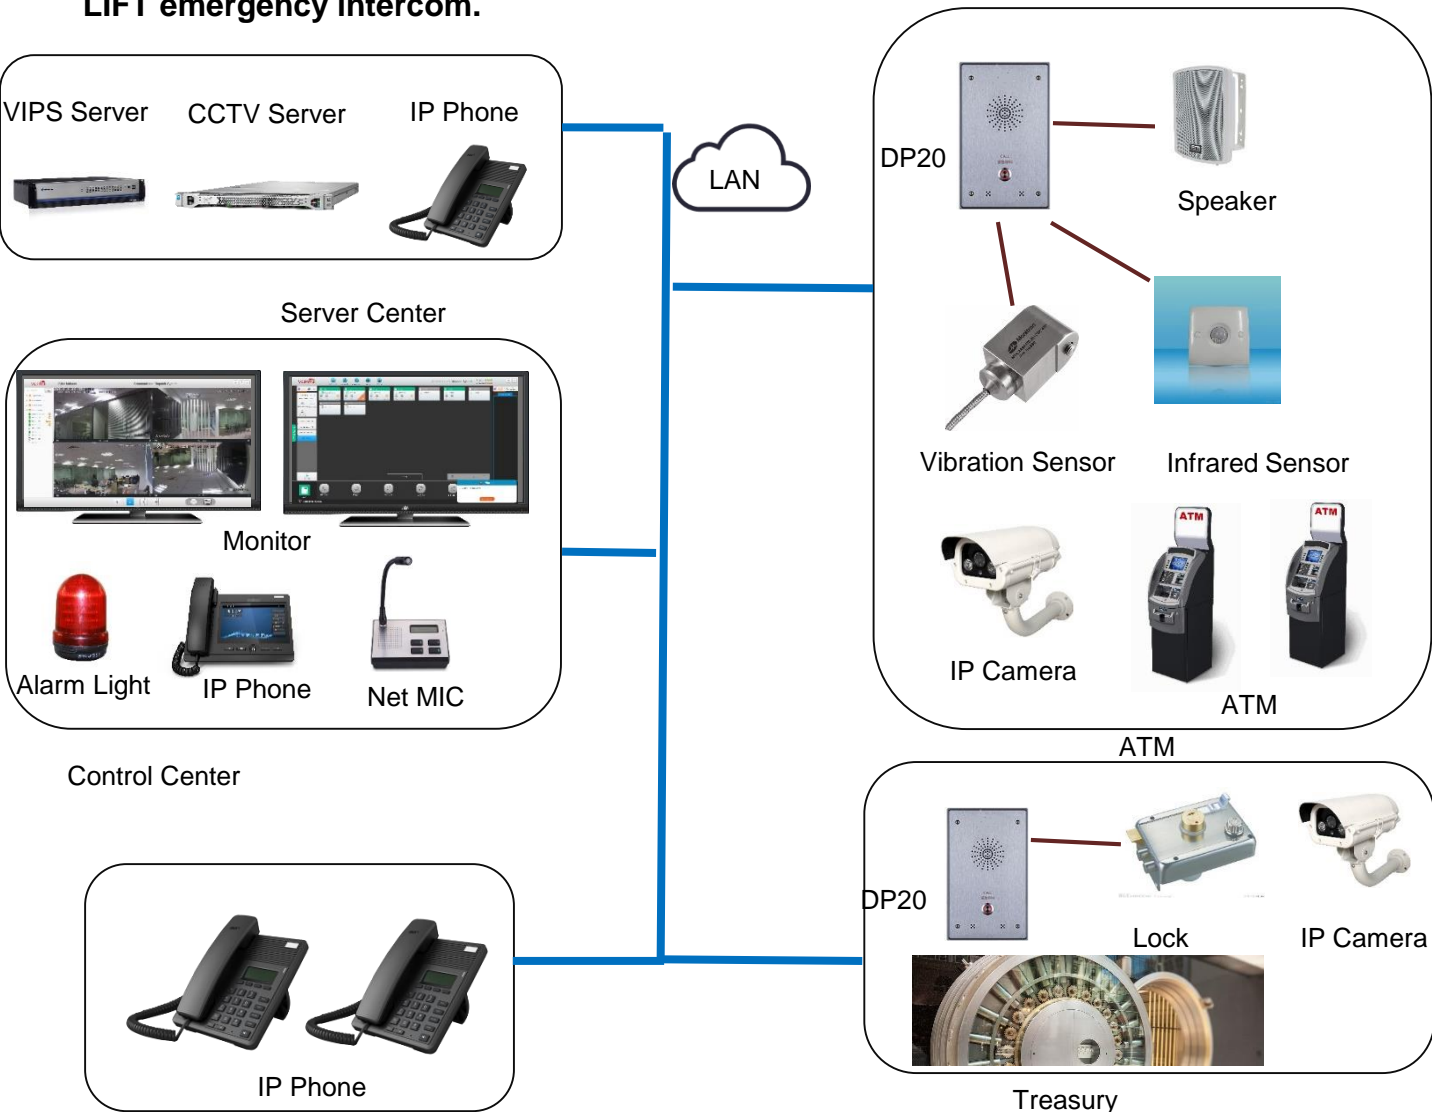 LIFT emergency intercom.
VIPS Server
CCTV Server
IP Phone
LAN
DP20
Speaker
Server Center
Vibration Sensor
Infrared Sensor
Monitor
Alarm Light
IP Phone
Net MIC
ATM
ATM
IP Camera
ATM
ATM
Control Center
DP20
Lock
IP Camera
IP Phone
Treasury